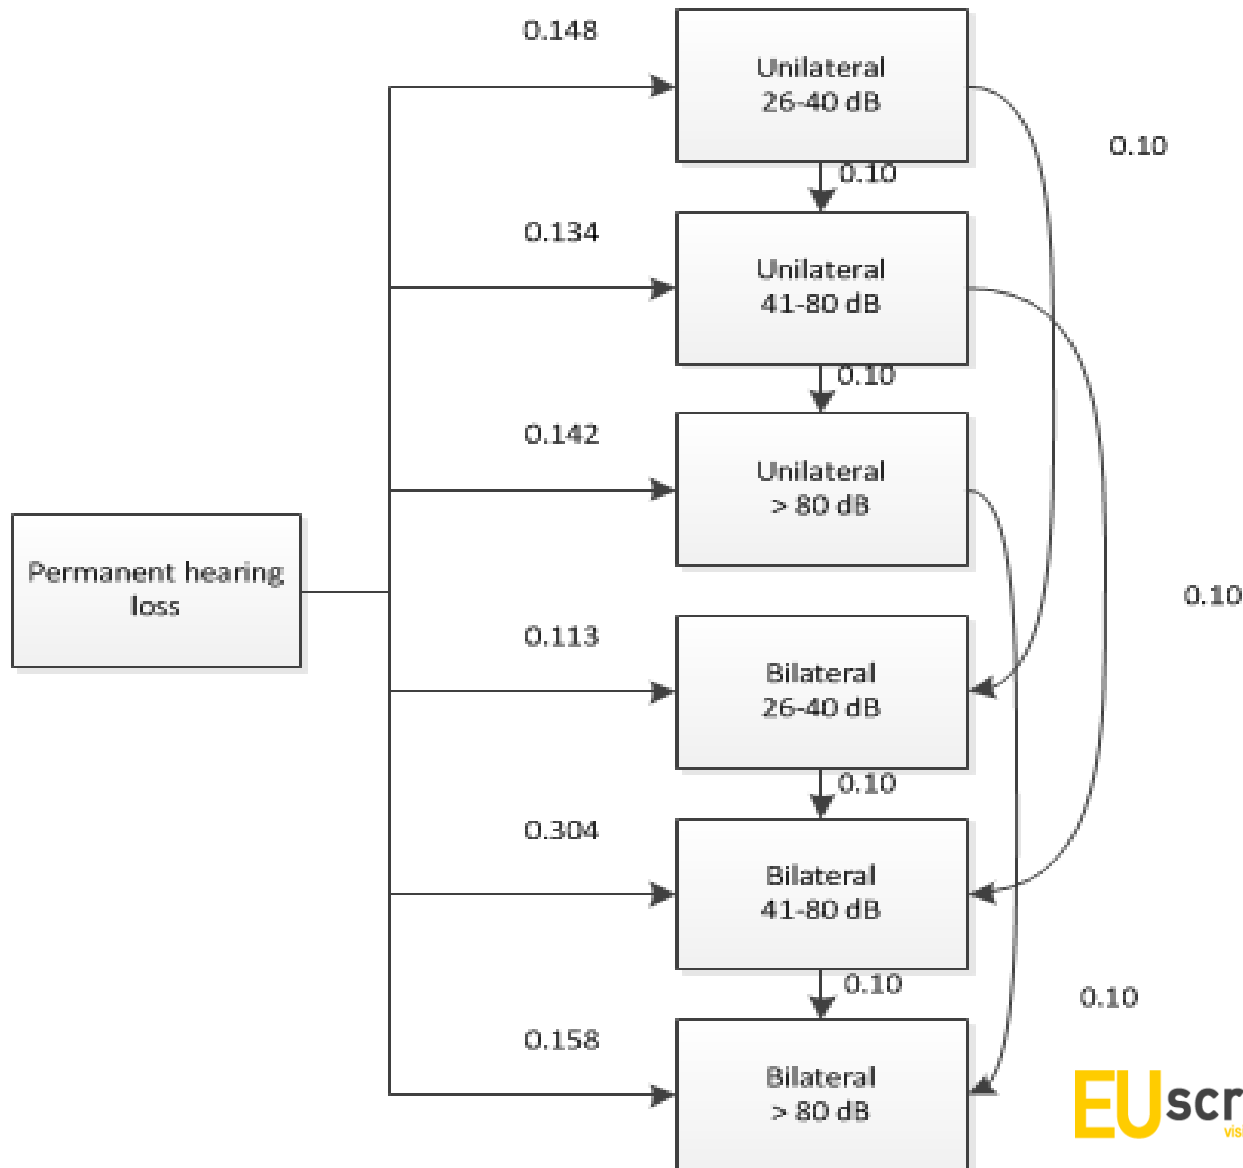 0.148
Unilateral
26-40 dB
0.10
0.10
0.134
Unilateral
41-80 dB
0.10
0.142
Unilateral
> 80 dB
Permanent hearing
loss
0.10
0.113
Bilateral
26-40 dB
0.10
0.304
Bilateral
41-80 dB
0.10
0.10
0.158
Bilateral
> 80 dB
EUscr
vis